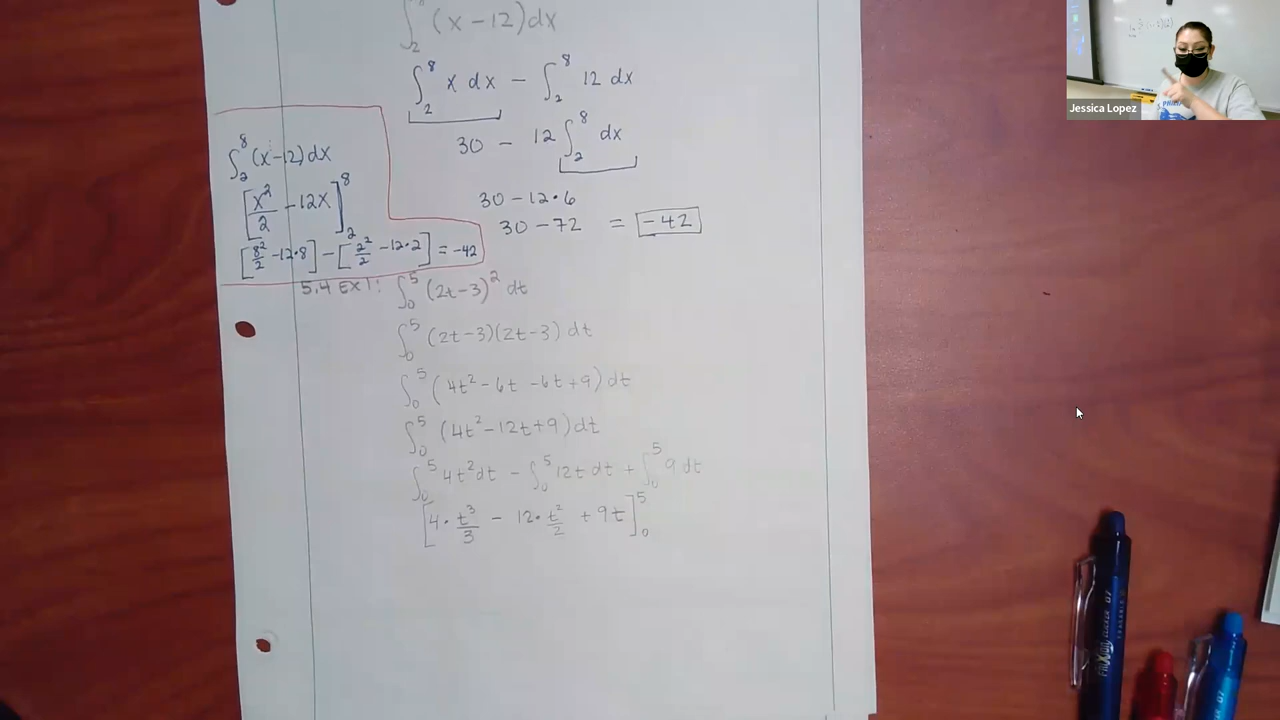 ∫₂⁸ (x − 12) dx
∫₂⁸ x dx − ∫₂⁸ 12 dx
30 − 12 ∫₂⁸ dx
30 − 12 · 6
30 − 72 = -42
∫₂⁸ (x − 12) dx
[x²/2 − 12x]₂⁸
[8²/2 − 12·8] − [2²/2 − 12·2] = −42
5.4 EX 1: ∫₀⁵ (2t − 3)² dt
∫₀⁵ (2t − 3)(2t − 3) dt
∫₀⁵ (4t² − 6t − 6t + 9) dt
∫₀⁵ (4t² − 12t + 9) dt
∫₀⁵ 4t² dt − ∫₀⁵ 12t dt + ∫₀⁵ 9 dt
[4 · t³/3 − 12 · t²/2 + 9t]₀⁵
Jessica Lopez
FRIXION CLICKER 07